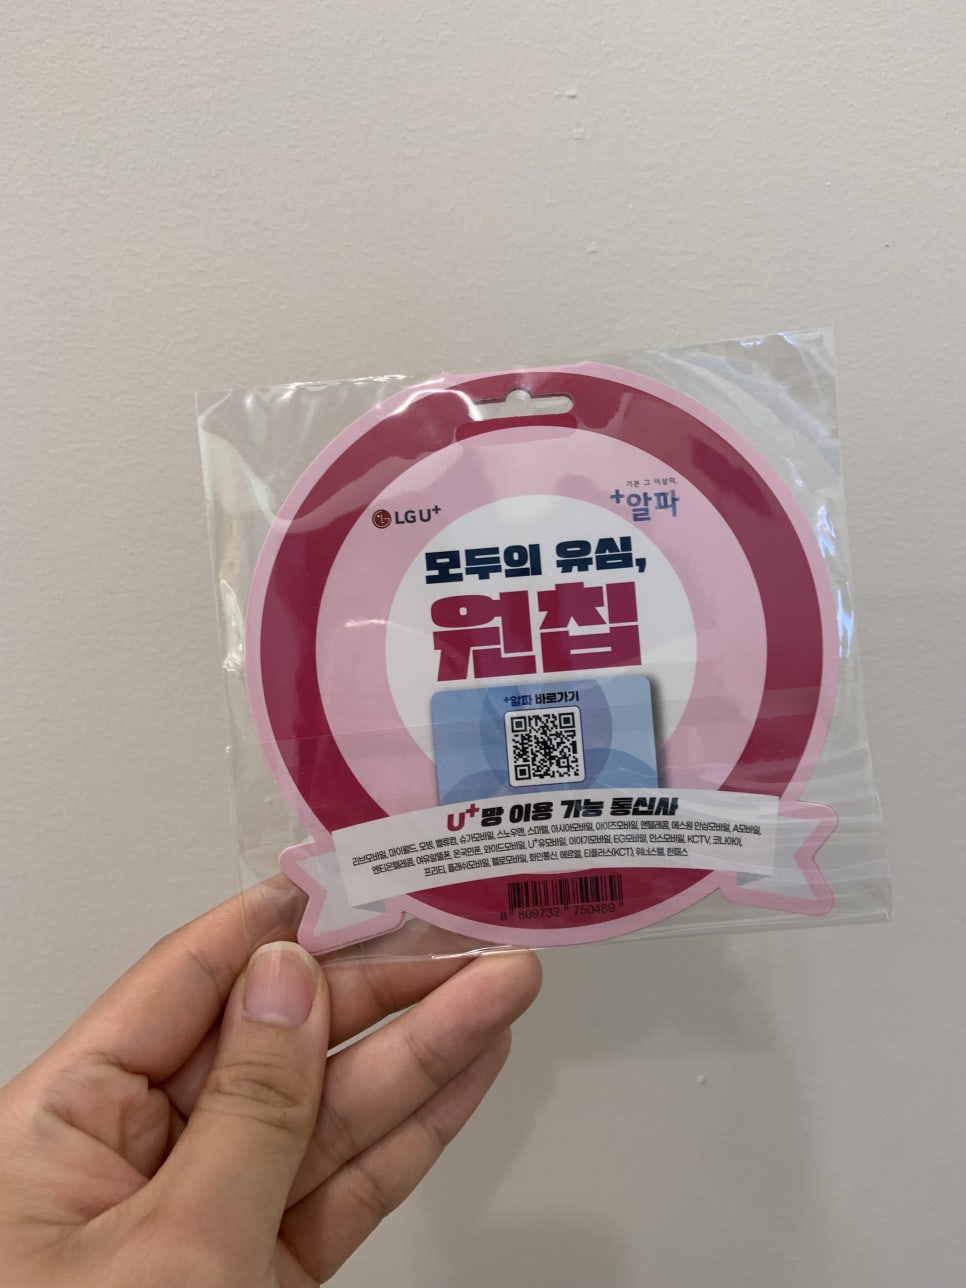 LG U+
기본 그 이상의,
+알파
모두의 유심,
원칩
+알파 바로가기
U+망 이용 가능 통신사
리브모바일, 마이월드, 모빙, 밸류컴, 슈가모바일, 스노우맨, 스마텔, 아시아모바일, 아이즈모바일, 앤텔레콤, 에스원 안심모바일, A모바일,
엔티온텔레콤, 여유알뜰폰, 온국민폰, 와이드모바일, U+유모바일, 이야기모바일, EG모바일, 인스모바일, KCTV, 코나아이,
프리티, 플래쉬모바일, 헬로모바일, 화인통신, 에르엘, 티플러스(KCT), 위너스텔, 한패스
8 809732 750489